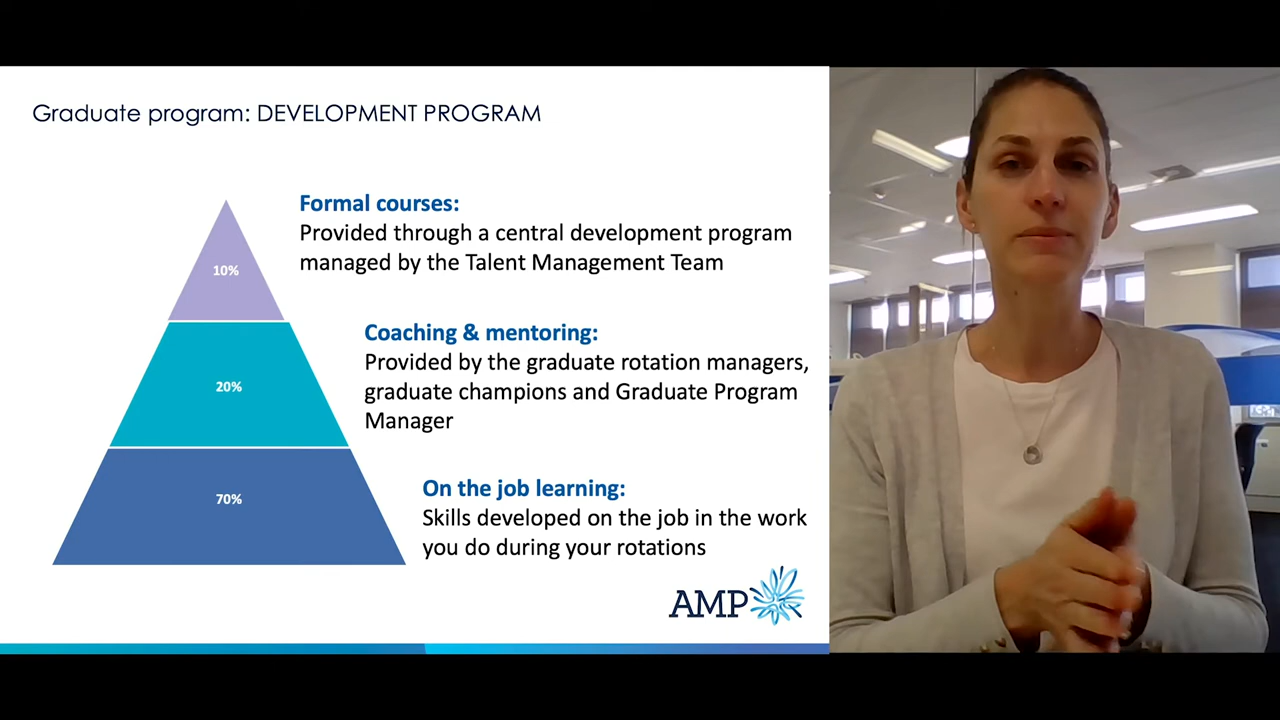 Graduate program: DEVELOPMENT PROGRAM
10%
Formal courses:
Provided through a central development program
managed by the Talent Management Team
20%
Coaching & mentoring:
Provided by the graduate rotation managers,
graduate champions and Graduate Program
Manager
70%
On the job learning:
Skills developed on the job in the work
you do during your rotations
AMP